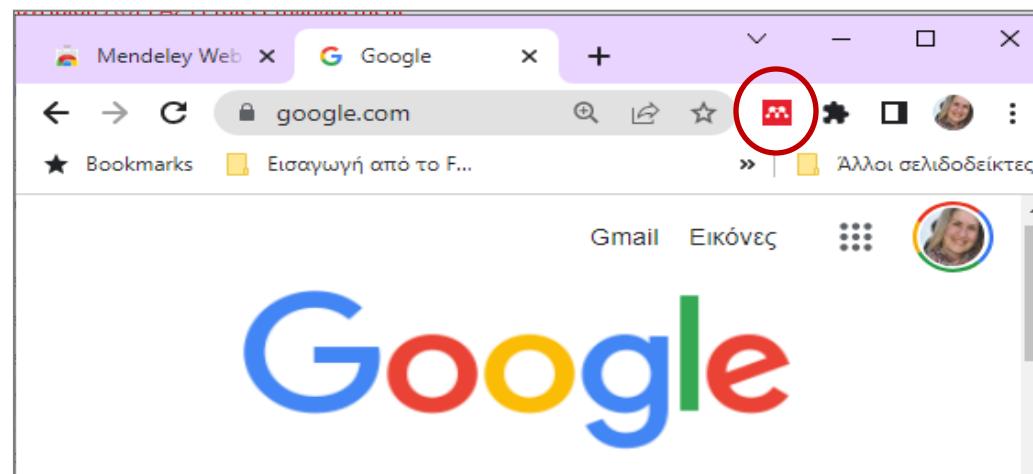 Mendeley Web
Google
google.com
Bookmarks
Εισαγωγή από το F...
Άλλοι σελιδοδείκτες
Gmail
Εικόνες
Google